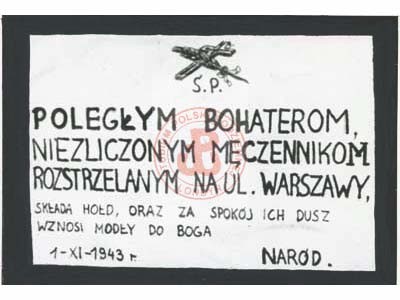 Ś.P.
POLEGŁYM BOHATEROM,
NIEZLICZONYM MĘCZENNIKOM
ROZSTRZELANYM NA UL. WARSZAWY,
SKŁADA HOŁD, ORAZ ZA SPOKÓJ ICH DUSZ
WZNOSI MODŁY DO BOGA
1-XI-1943 r. NARÓD.